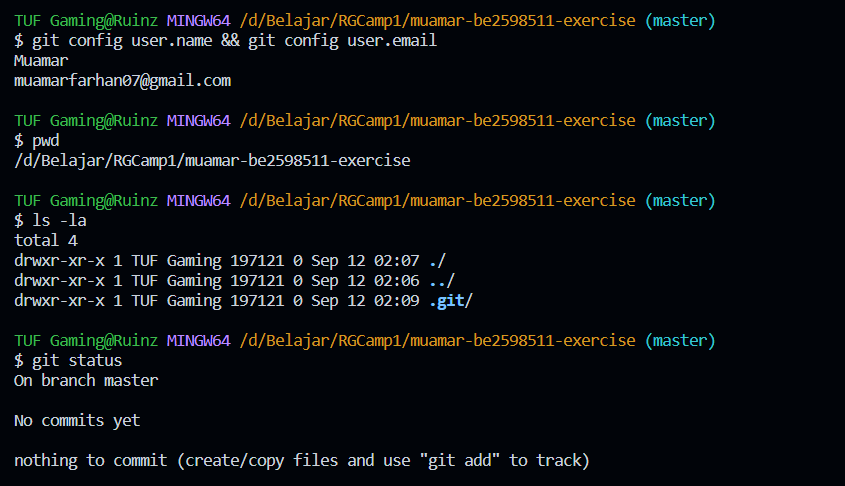 TUF Gaming@Ruinz MINGW64 /d/Belajar/RGCamp1/muamar-be2598511-exercise (master)
$ git config user.name && git config user.email
Muamar
muamarfarhan07@gmail.com
TUF Gaming@Ruinz MINGW64 /d/Belajar/RGCamp1/muamar-be2598511-exercise (master)
$ pwd
/d/Belajar/RGCamp1/muamar-be2598511-exercise
TUF Gaming@Ruinz MINGW64 /d/Belajar/RGCamp1/muamar-be2598511-exercise (master)
$ ls -la
total 4
drwxr-xr-x 1 TUF Gaming 197121 0 Sep 12 02:07 ./
drwxr-xr-x 1 TUF Gaming 197121 0 Sep 12 02:06 ../
drwxr-xr-x 1 TUF Gaming 197121 0 Sep 12 02:09 .git/
TUF Gaming@Ruinz MINGW64 /d/Belajar/RGCamp1/muamar-be2598511-exercise (master)
$ git status
On branch master
No commits yet
nothing to commit (create/copy files and use "git add" to track)